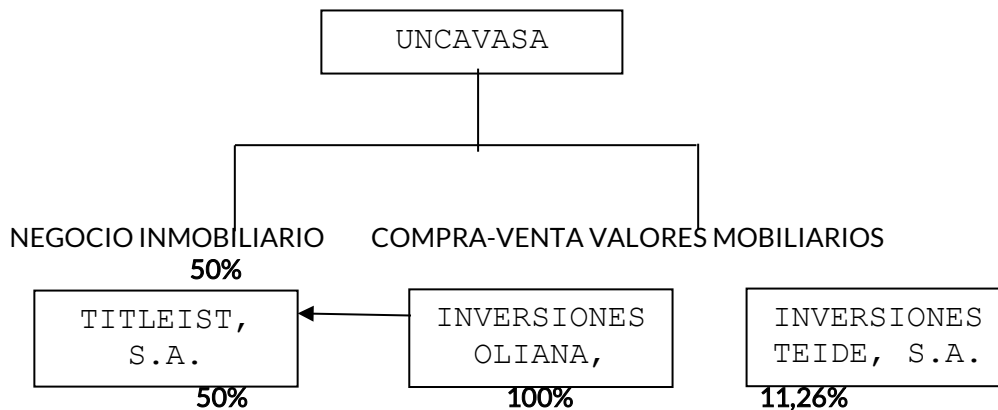 UNCAVASA
NEGOCIO INMOBILIARIO COMPRA-VENTA VALORES MOBILIARIOS
50%
TITLEIST, INVERSIONES INVERSIONES
S.A. OLIANA, TEIDE, S.A.
50% 100% 11,26%